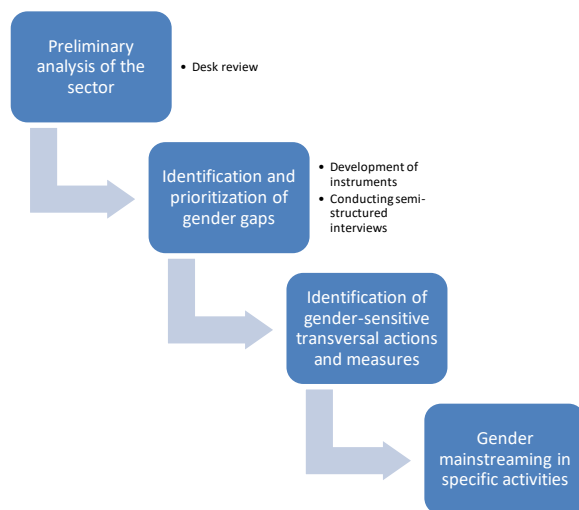 Preliminary
analysis of the
sector
• Desk review
Identification and
prioritization of
gender gaps
• Development of
instruments
• Conducting semi-
structured
interviews
Identification of
gender-sensitive
transversal actions
and measures
Gender
mainstreaming in
specific activities